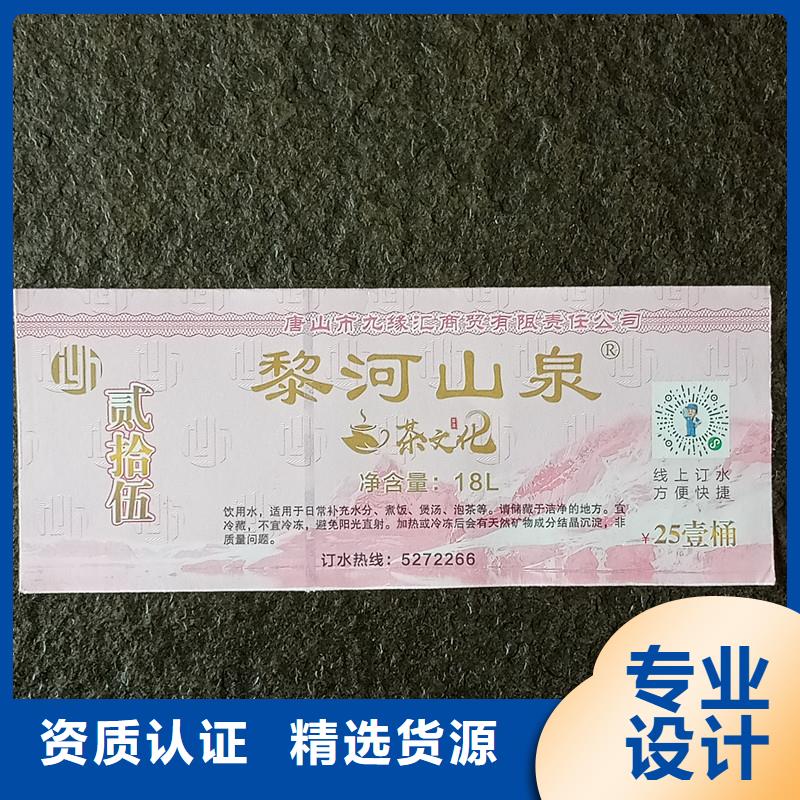 唐山市九缘汇商贸有限责任公司
黎河山泉®
贰拾伍
茶文化
净含量：18L
线上订水
方便快捷
饮用水，适用于日常补充水分、煮饭、煲汤、泡茶等。请储藏于洁净的地方。宜
冷藏，不宜冷冻，避免阳光直射。加热或冷冻后会有天然矿物成分结晶沉淀，非
质量问题。
￥25壹桶
订水热线：5272266
专业
设计
资质认证 精选货源